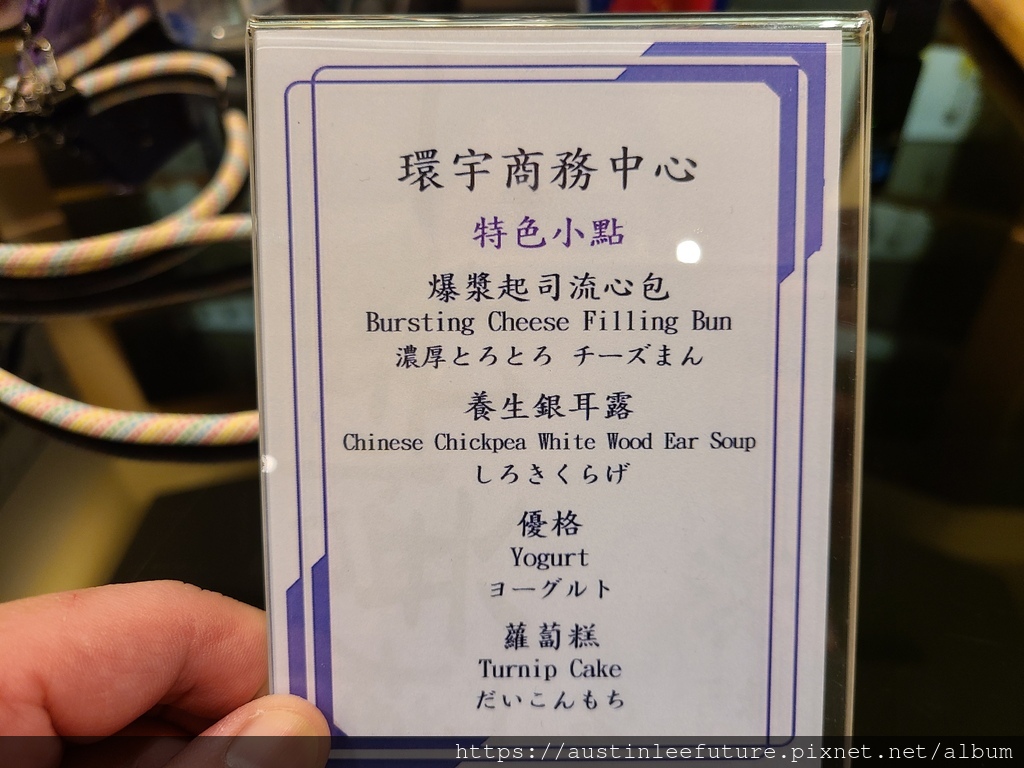 環宇商務中心
特色小點
爆漿起司流心包
Bursting Cheese Filling Bun
濃厚とろとろ チーズまん
養生銀耳露
Chinese Chickpea White Wood Ear Soup
しろきくらげ
優格
Yogurt
ヨーグルト
蘿蔔糕
Turnip Cake
だいこんもち
https://austinleefuture.pixnet.net/album